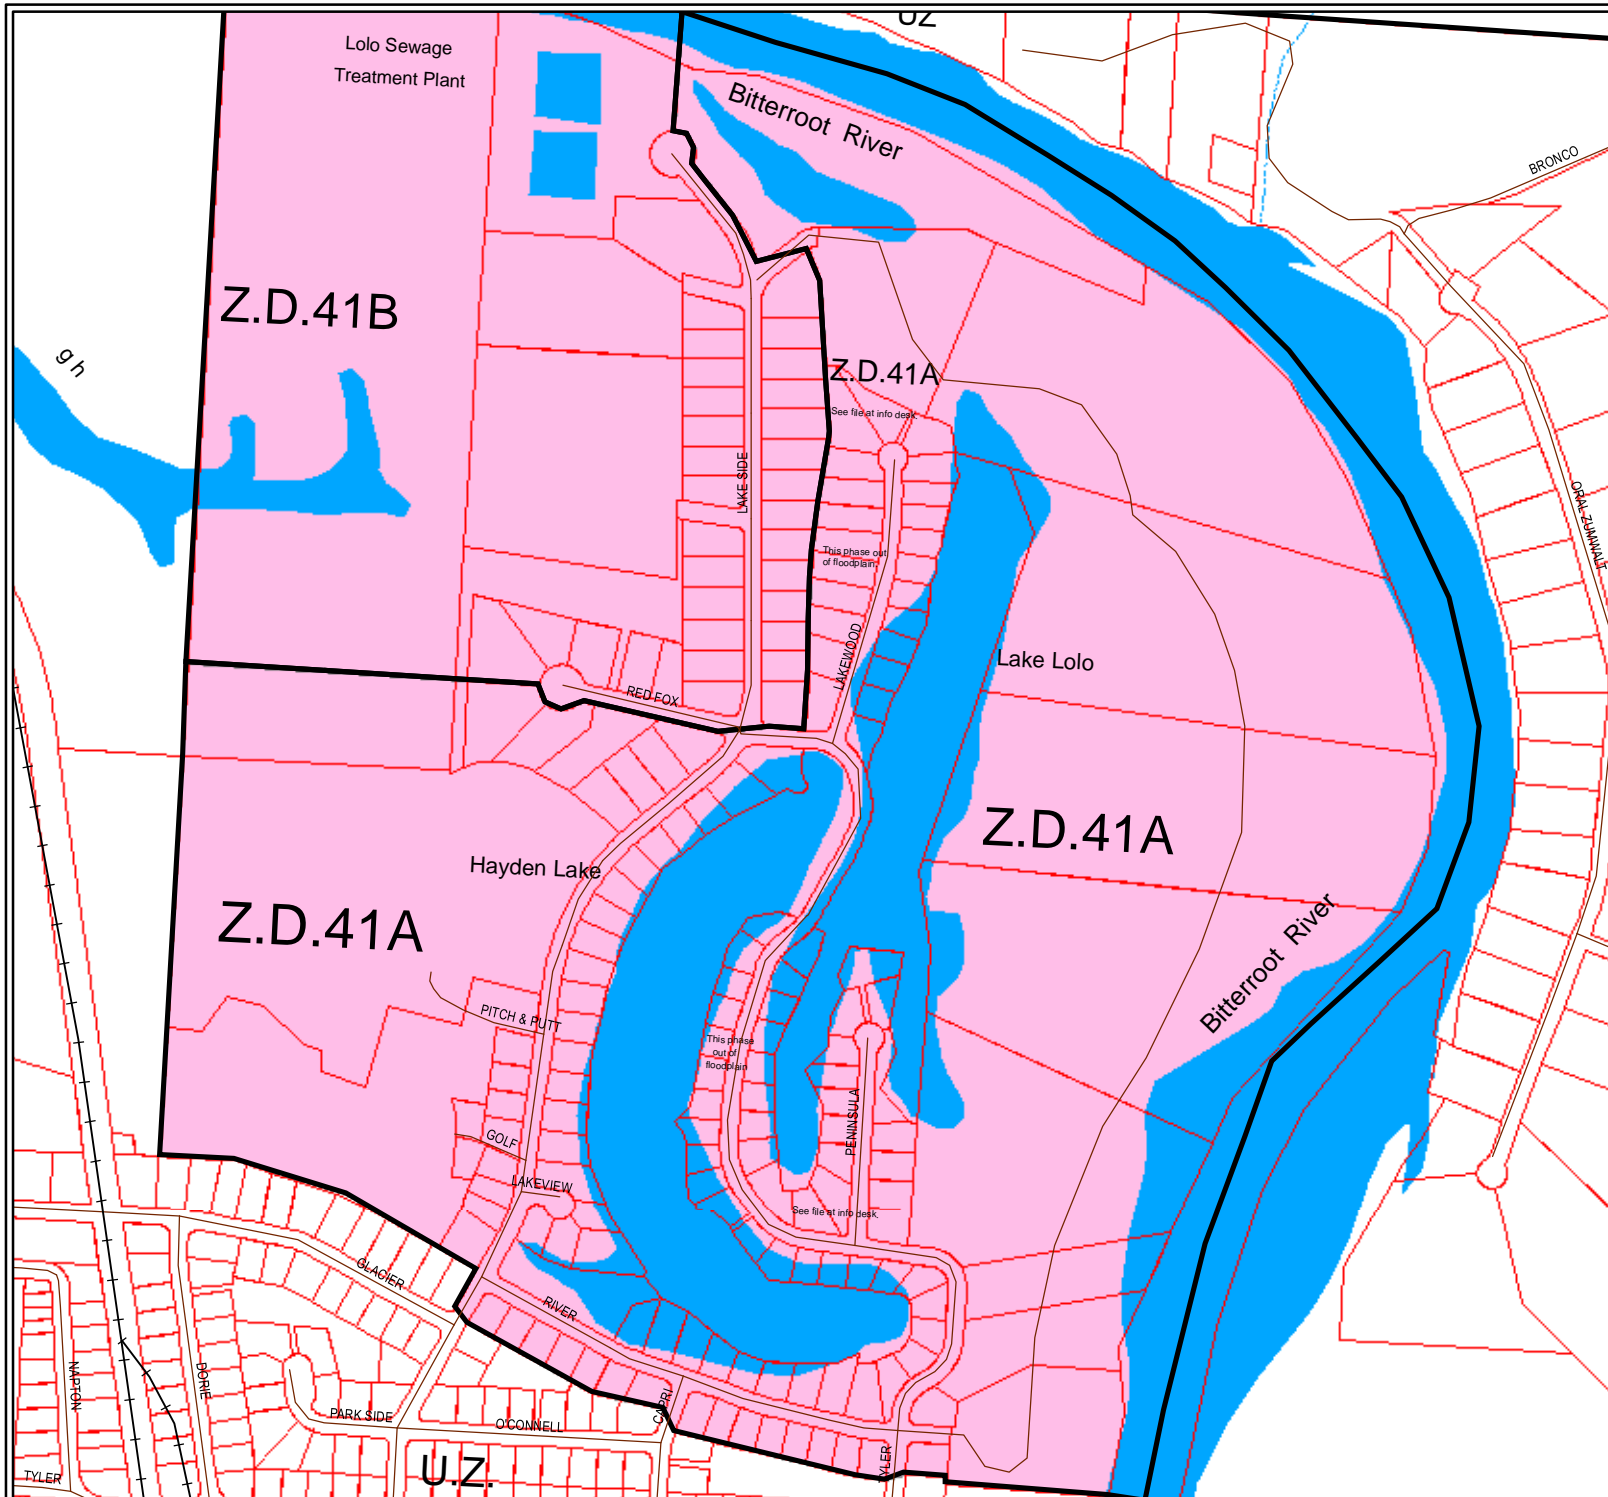 UZ
Lolo Sewage
Treatment Plant
Bitterroot River
BRONCO
Z.D.41B
g h
Z.D.41A
See file at info desk.
LAKE SIDE
ORAL ZUMWALT
This phase out
of floodplain.
LAKEWOOD
Lake Lolo
RED FOX
Z.D.41A
Hayden Lake
Z.D.41A
Bitterroot River
PITCH & PUTT
This phase
out of
floodplain
PENINSULA
GOLF
LAKEVIEW
See file at info desk.
GLACIER
RIVER
NAPTON
DORIE
PARK SIDE
O'CONNELL
CAPRI
TYLER
U.Z.
TYLER